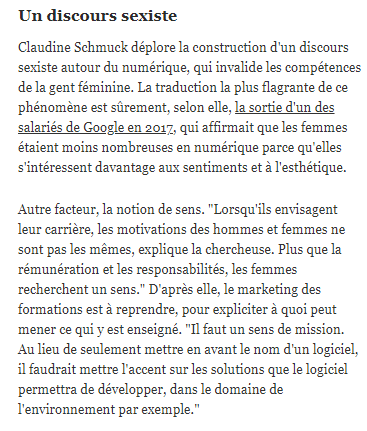 Un discours sexiste
Claudine Schmuck déplore la construction d'un discours
sexiste autour du numérique, qui invalide les compétences
de la gent féminine. La traduction la plus flagrante de ce
phénomène est sûrement, selon elle, la sortie d'un des
salariés de Google en 2017, qui affirmait que les femmes
étaient moins nombreuses en numérique parce qu'elles
s'intéressent davantage aux sentiments et à l'esthétique.
Autre facteur, la notion de sens. "Lorsqu'ils envisagent
leur carrière, les motivations des hommes et femmes ne
sont pas les mêmes, explique la chercheuse. Plus que la
rémunération et les responsabilités, les femmes
recherchent un sens." D'après elle, le marketing des
formations est à reprendre, pour expliciter à quoi peut
mener ce qui y est enseigné. "Il faut un sens de mission.
Au lieu de seulement mettre en avant le nom d'un logiciel,
il faudrait mettre l'accent sur les solutions que le logiciel
permettra de développer, dans le domaine de
l'environnement par exemple."